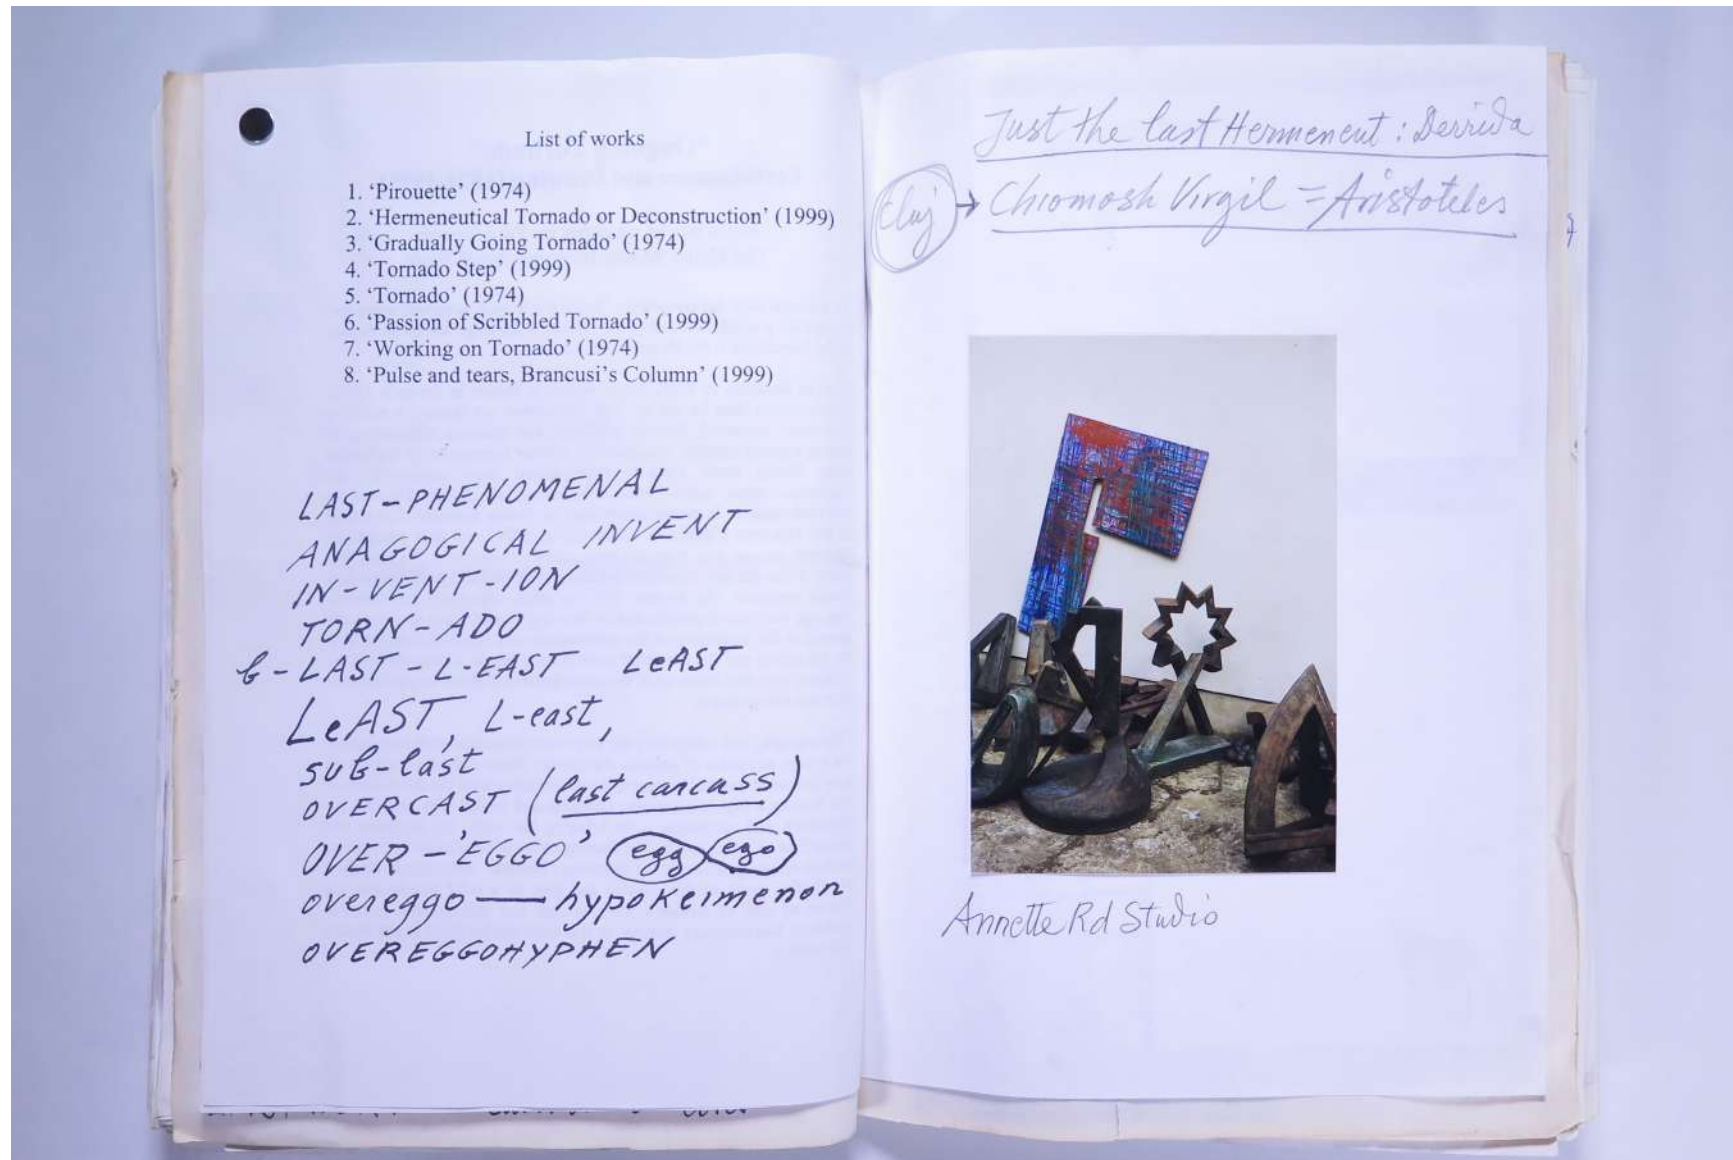 List of works
1. ‘Pirouette’ (1974)
2. ‘Hermeneutical Tornado or Deconstruction’ (1999)
3. ‘Gradually Going Tornado’ (1974)
4. ‘Tornado Step’ (1999)
5. ‘Tornado’ (1974)
6. ‘Passion of Scribbled Tornado’ (1999)
7. ‘Working on Tornado’ (1974)
8. ‘Pulse and tears, Brancusi’s Column’ (1999)
LAST-PHENOMENAL
ANAGOGICAL INVENT
IN-VENT-ION
TORN-ADO
b-LAST-L-EAST LeAST
LeAST, L-east,
sub-last
OVERCAST (last carcass)
OVER-'EGGO' egg ego
overeggo — hypokeimenon
OVEREGGOHYPHEN
Just the last Hermeneut: Derrida
Cluj → Chiomosh Virgil = Aristoteles
Annette Rd Studio